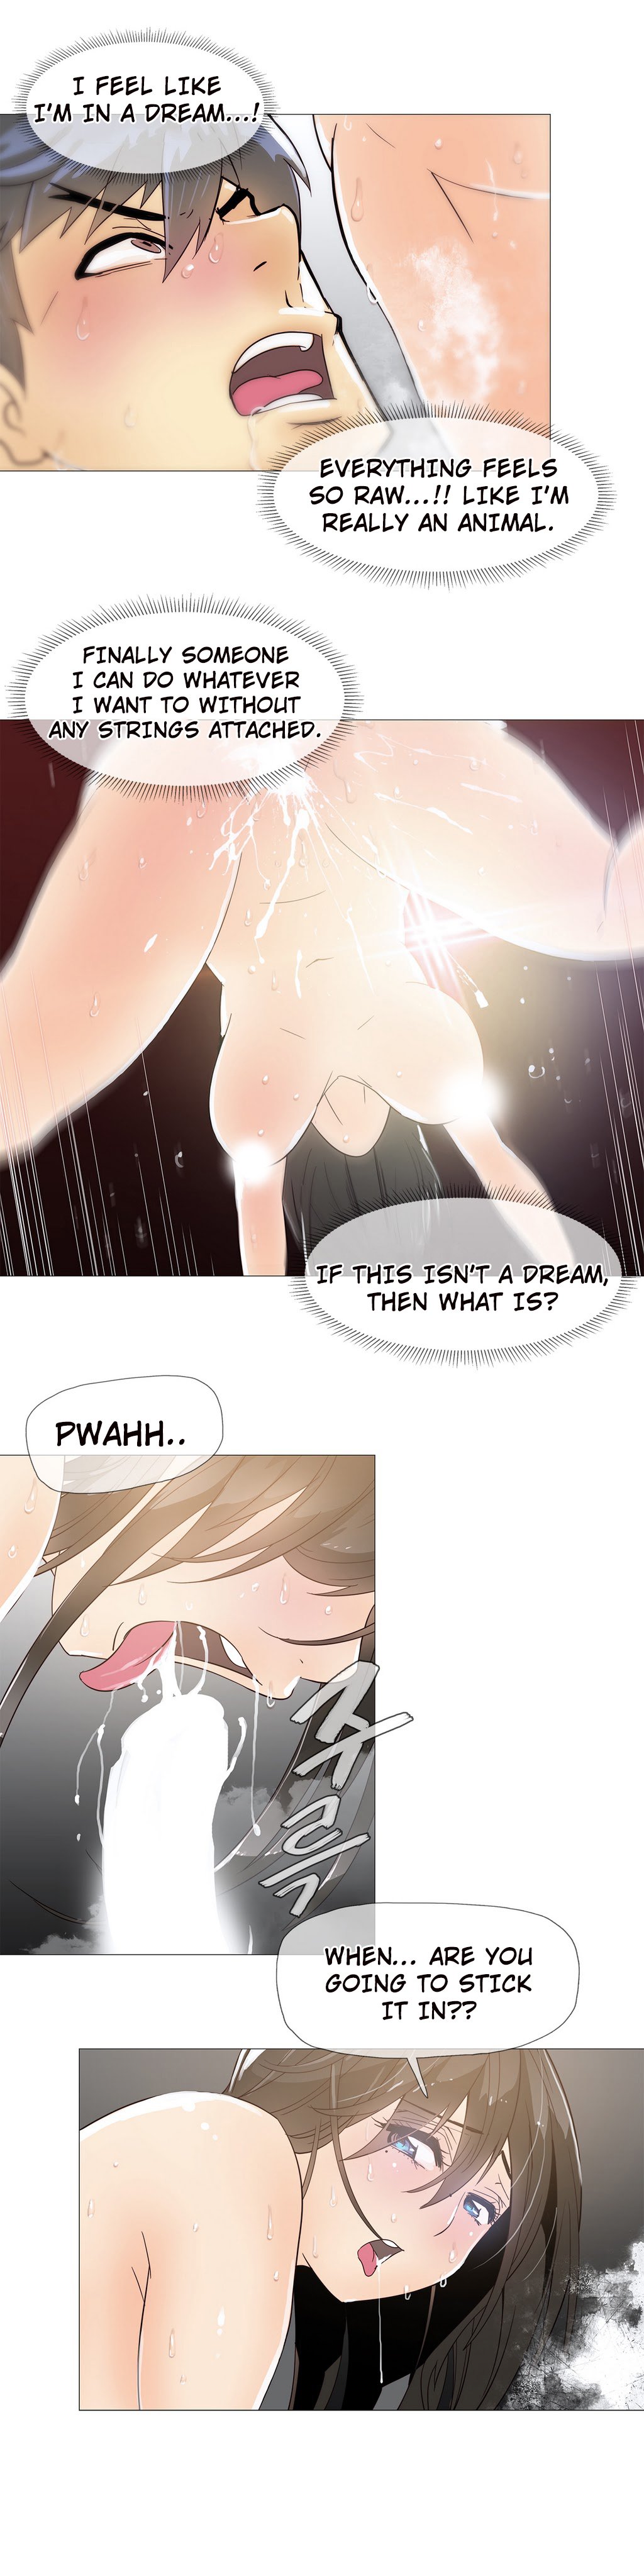 I FEEL LIKE
I'M IN A DREAM...!
EVERYTHING FEELS
SO RAW...!! LIKE I'M
REALLY AN ANIMAL.
FINALLY SOMEONE
I CAN DO WHATEVER
I WANT TO WITHOUT
ANY STRINGS ATTACHED.
IF THIS ISN'T A DREAM,
THEN WHAT IS?
PWAHH..
WHEN... ARE YOU
GOING TO STICK
IT IN??